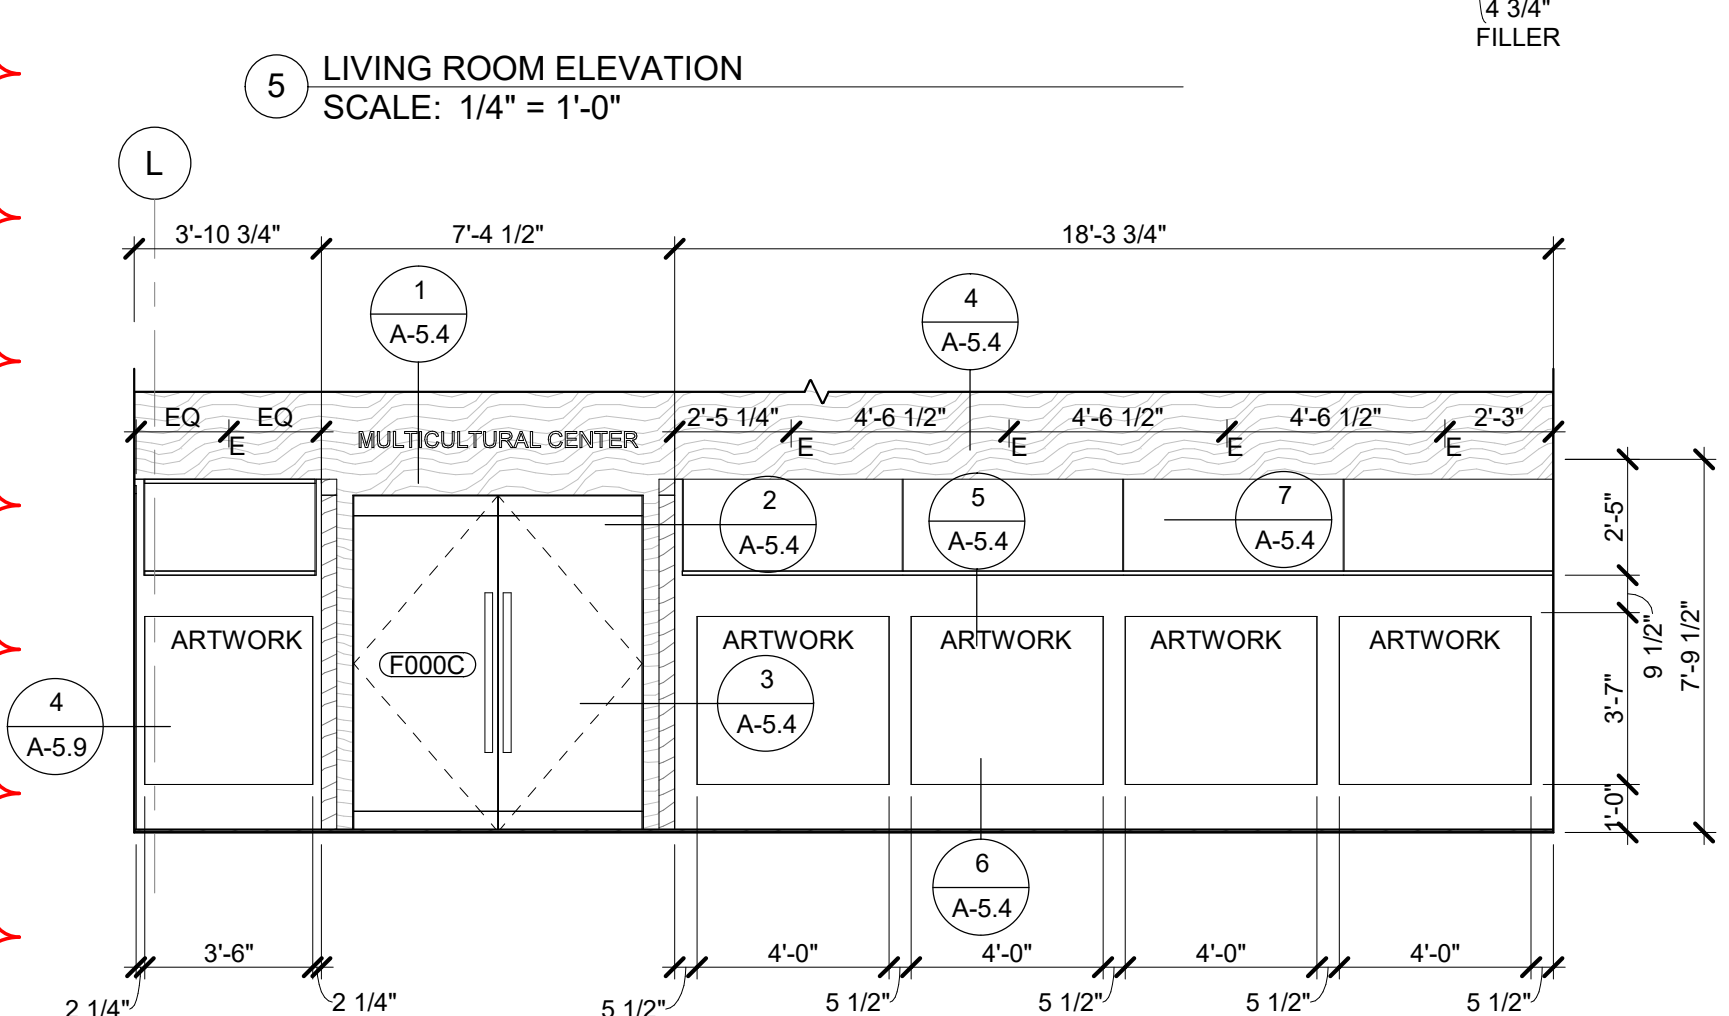 4 3/4"
FILLER
5
LIVING ROOM ELEVATION
SCALE: 1/4" = 1'-0"
L
3'-10 3/4"
7'-4 1/2"
18'-3 3/4"
1
A-5.4
4
A-5.4
EQ
EQ
E
MULTICULTURAL CENTER
2'-5 1/4"
4'-6 1/2"
4'-6 1/2"
4'-6 1/2"
2'-3"
E
E
E
E
2
A-5.4
5
A-5.4
7
A-5.4
2'-5"
9 1/2"
7'-9 1/2"
3'-7"
1'-0"
ARTWORK
ARTWORK
ARTWORK
ARTWORK
ARTWORK
F000C
3
A-5.4
4
A-5.9
6
A-5.4
3'-6"
4'-0"
4'-0"
4'-0"
4'-0"
2 1/4"
2 1/4"
5 1/2"
5 1/2"
5 1/2"
5 1/2"
5 1/2"